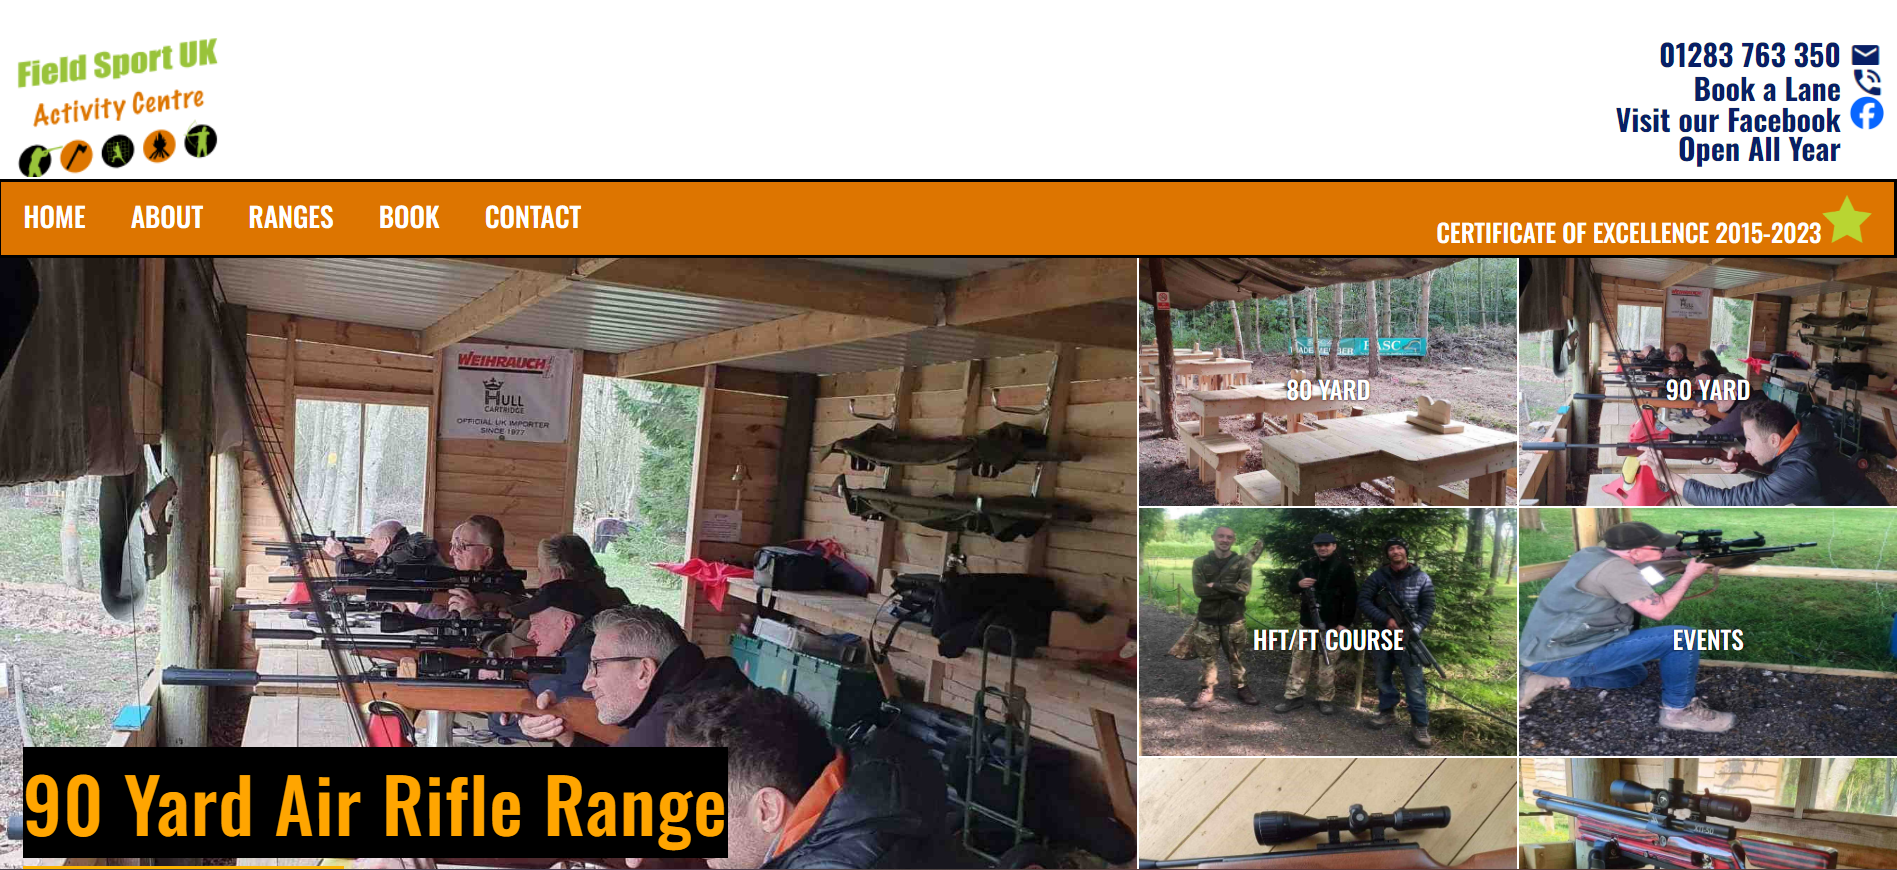 Field Sport UK
Activity Centre
01283 763 350
Book a Lane
Visit our Facebook
Open All Year
HOME ABOUT RANGES BOOK CONTACT
CERTIFICATE OF EXCELLENCE 2015-2023
WEIHRAUCH
HULL
CARTRIDGE
OFFICIAL UK IMPORTER
SINCE 1977
90 Yard Air Rifle Range
BASC
80 YARD
WEIHRAUCH
90 YARD
HFT/FT COURSE
EVENTS